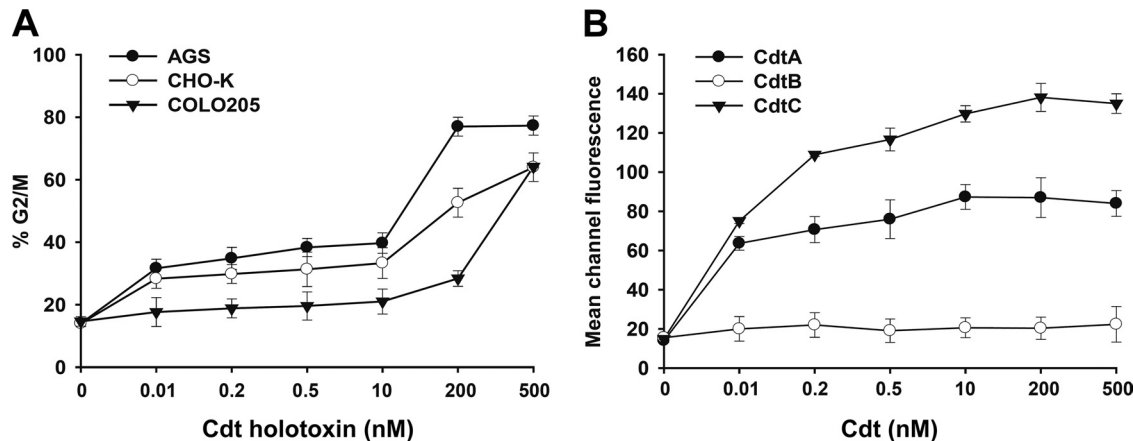 A
AGS
CHO-K
COLO205
100
80
60
40
20
0
% G2/M
0 0.01 0.2 0.5 10 200 500
Cdt holotoxin (nM)
B
CdtA
CdtB
CdtC
160
140
120
100
80
60
40
20
0
Mean channel fluorescence
0 0.01 0.2 0.5 10 200 500
Cdt (nM)